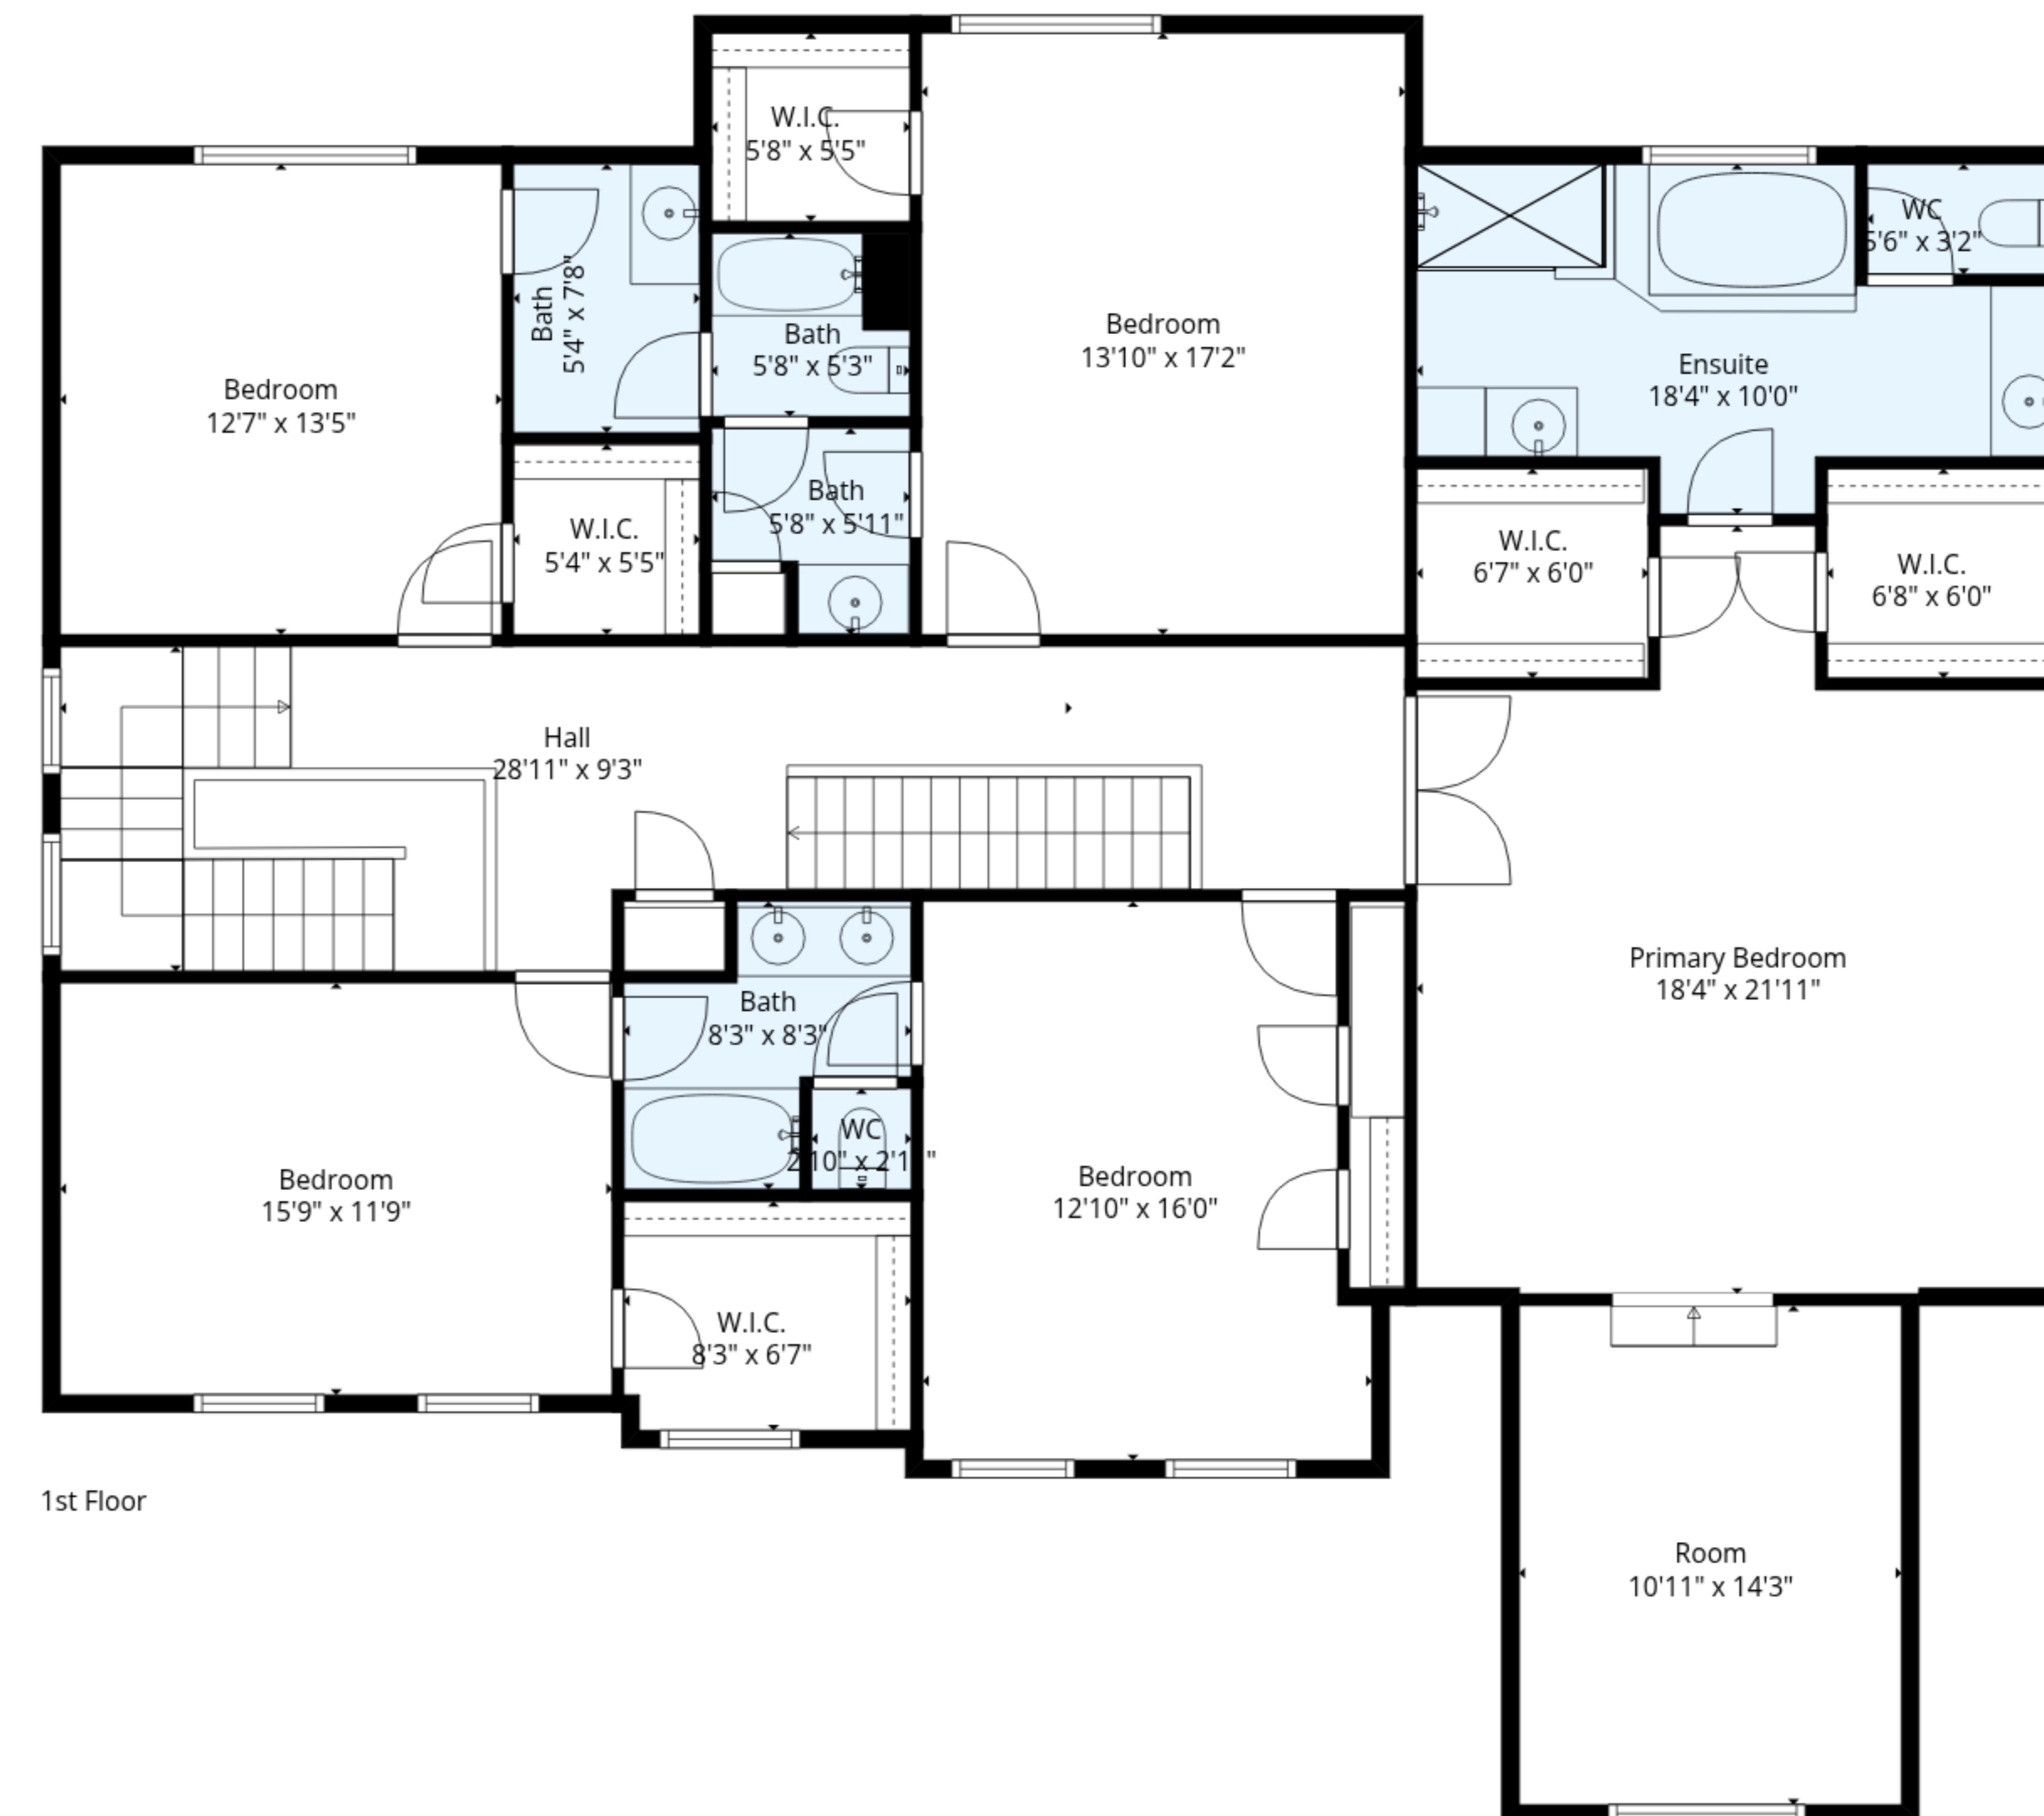 W.I.C.
5'8" x 5'5"
Bedroom
13'10" x 17'2"
Bedroom
12'7" x 13'5"
Bath
5'4" x 7'8"
Bath
5'8" x 5'3"
Bath
5'8" x 5'11"
W.I.C.
5'4" x 5'5"
WC
5'6" x 3'2"
Ensuite
18'4" x 10'0"
W.I.C.
6'7" x 6'0"
W.I.C.
6'8" x 6'0"
Hall
28'11" x 9'3"
Primary Bedroom
18'4" x 21'11"
Bath
8'3" x 8'3"
WC
2'10" x
Bedroom
15'9" x 11'9"
Bedroom
12'10" x 16'0"
W.I.C.
8'3" x 6'7"
Room
10'11" x 14'3"
1st Floor